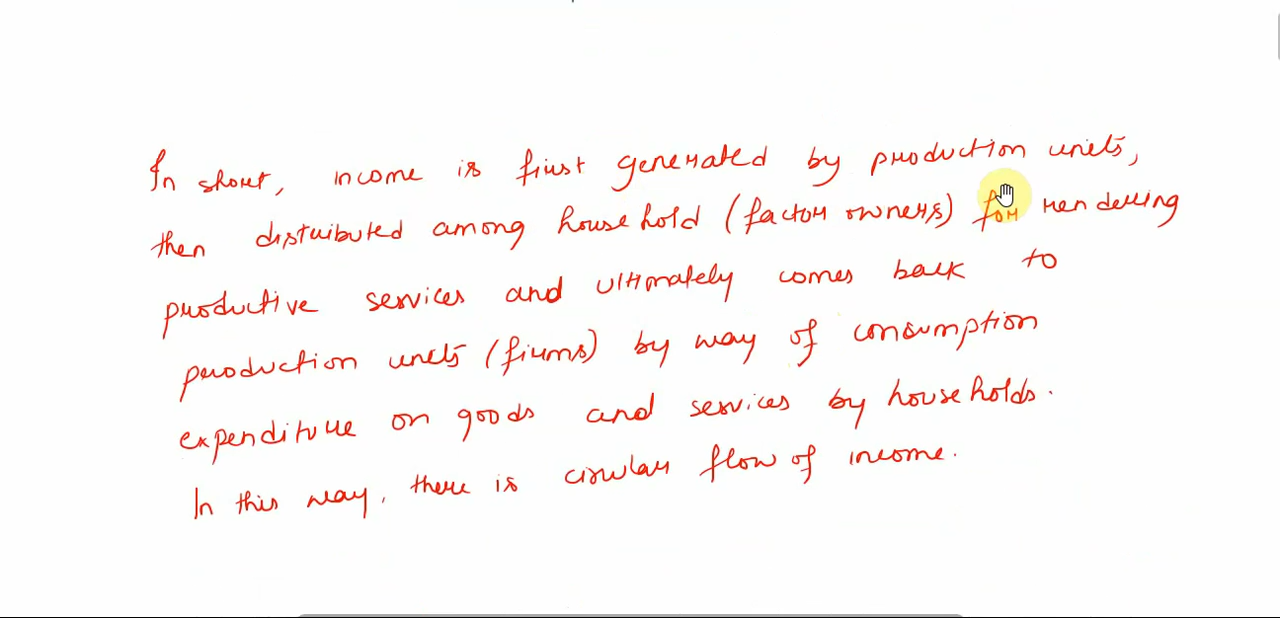 In short, income is first generated by production units,
then distributed among household (factor owners) for rendering
productive services and ultimately comes back to
production units (firms) by way of consumption
expenditure on goods and services by households.
In this way, there is circular flow of income.